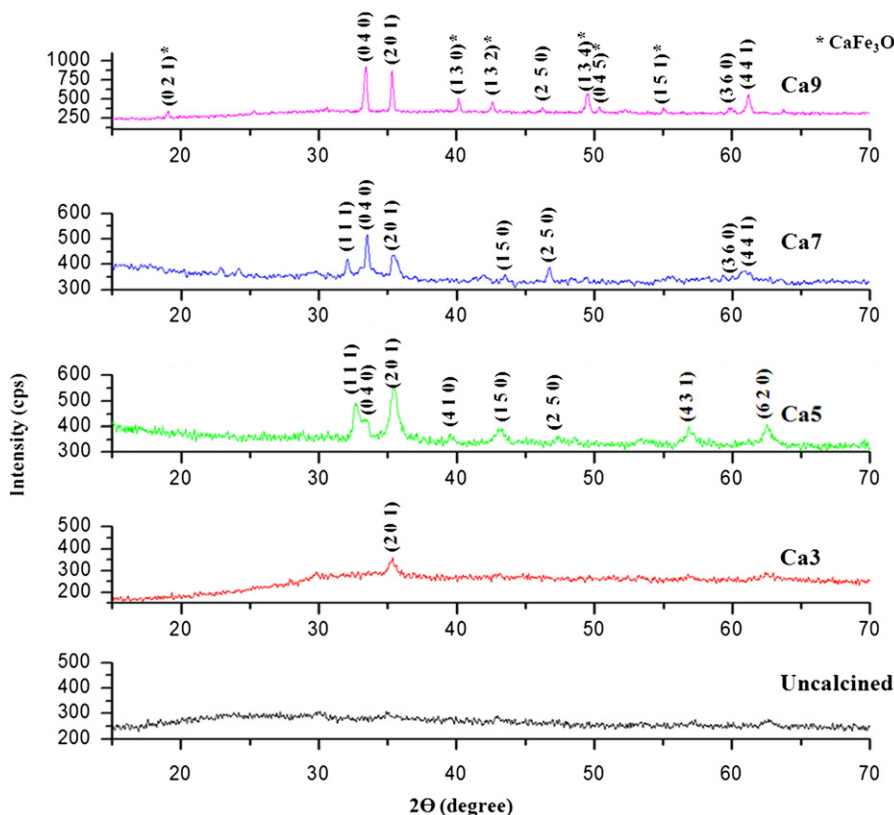 * CaFe₃O
Ca9
(0 2 1)*
(0 4 0)
(2 0 1)
(1 3 0)*
(1 3 2)*
(2 5 0)
(1 3 4)*
(0 4 5)*
(1 5 1)*
(3 6 0)
(4 4 1)
1000
750
500
250
20 30 40 50 60 70
Ca7
(1 1 1)
(0 4 0)
(2 0 1)
(1 5 0)
(2 5 0)
(3 6 0)
(4 4 1)
600
500
400
300
20 30 40 50 60 70
Ca5
(1 1 1)
(0 4 0)
(2 0 1)
(4 1 0)
(1 5 0)
(2 5 0)
(4 3 1)
(6 2 0)
600
500
400
300
20 30 40 50 60 70
Intensity (cps)
Ca3
(2 0 1)
500
400
300
200
20 30 40 50 60 70
Uncalcined
500
400
300
200
20 30 40 50 60 70
2Ө (degree)